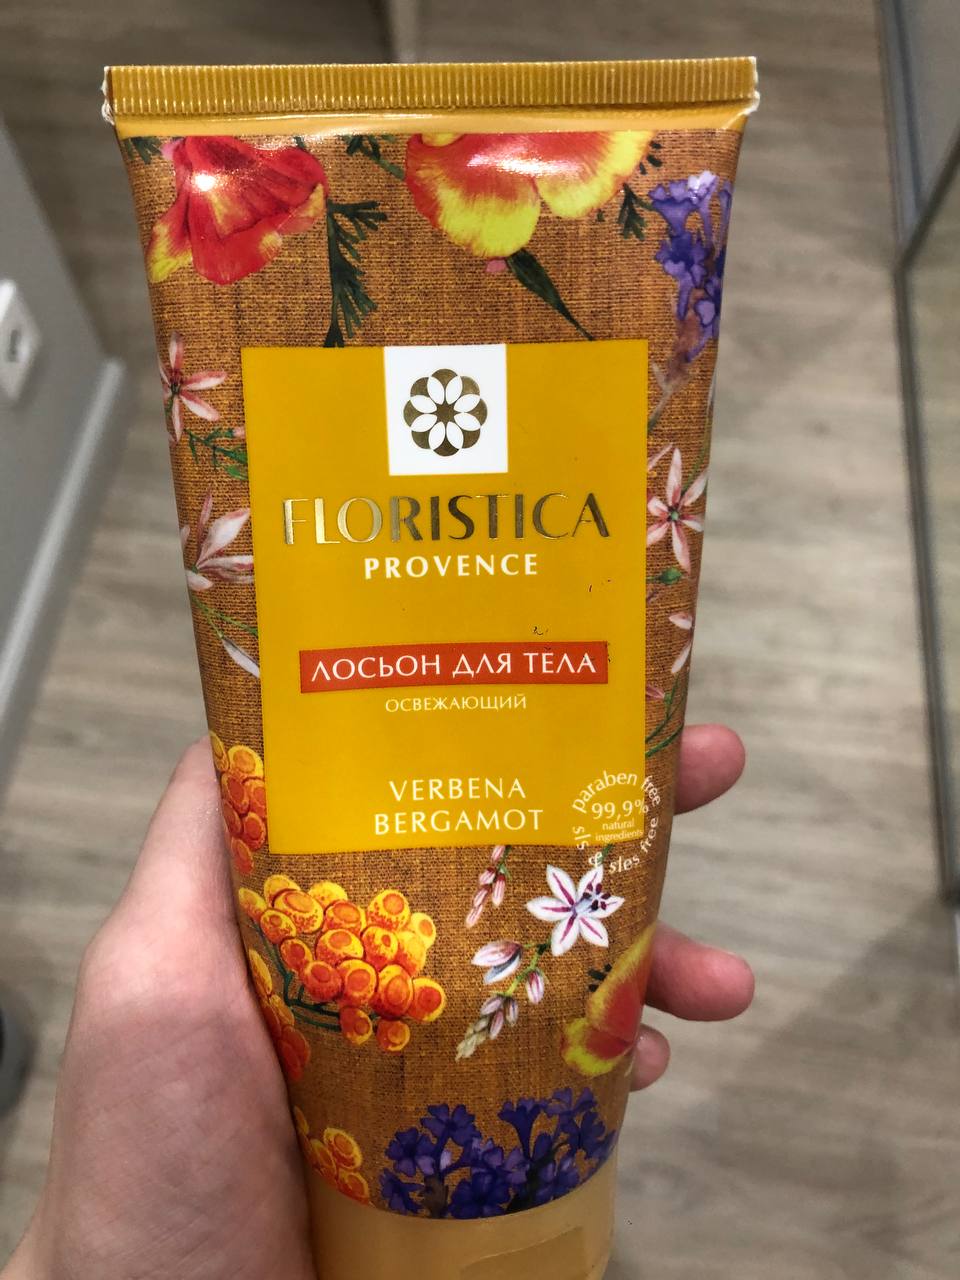 FLORISTICA
PROVENCE
ЛОСЬОН ДЛЯ ТЕЛА
ОСВЕЖАЮЩИЙ
VERBENA
BERGAMOT
paraben free
99,9%
natural
ingredients
sls & sles free